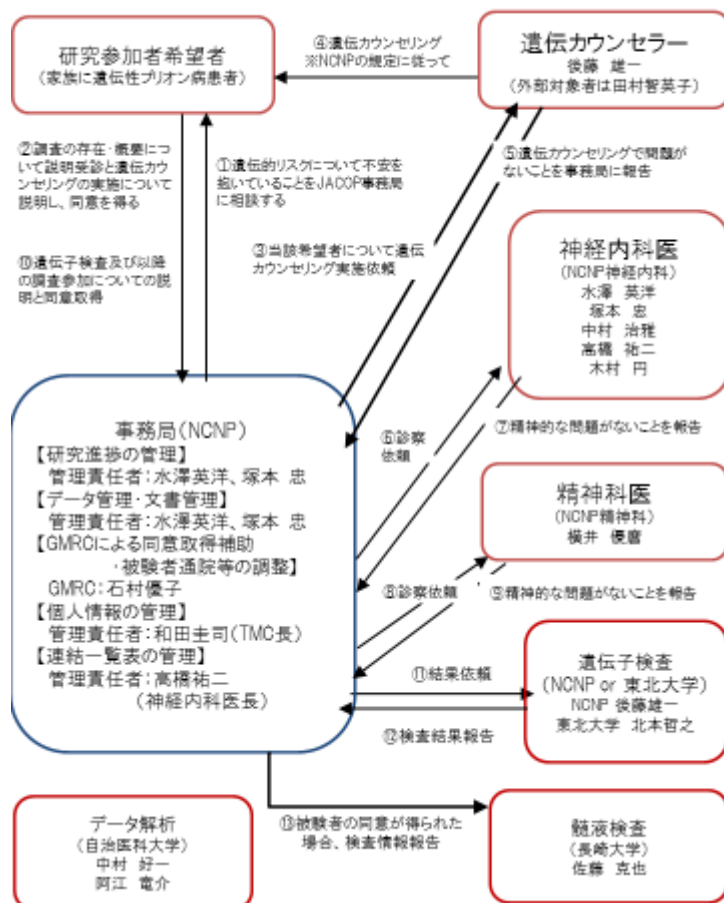 研究参加者希望者
(家族に遺伝性プリオン病患者)
④遺伝カウンセリング
※NCNPの規定に従って
遺伝カウンセラー
後藤 雄一
(外部対象者は田村智英子)
②調査の存在・概要につ
いて説明受診と遺伝カウ
ンセリングの実施について
説明し、同意を得る
①遺伝的リスクについて不安を
抱いていることをJACOP事務局
に相談する
⑤遺伝カウンセリングで問題が
ないことを事務局に報告
③当該希望者について遺伝
カウンセリング実施依頼
⑩遺伝子検査及び以降
の調査参加についての説
明と同意取得
神経内科医
(NCNP神経内科)
水澤 英洋
塚本 忠
中村 治雅
高橋 祐二
木村 円
事務局(NCNP)
【研究進捗の管理】
管理責任者:水澤英洋、塚本 忠
【データ管理・文書管理】
管理責任者:水澤英洋、塚本 忠
【GMRCによる同意取得補助
・被験者通院等の調整】
GMRC:石村優子
【個人情報の管理】
管理責任者:和田圭司(TMC長)
【連結一覧表の管理】
管理責任者:高橋祐二
(神経内科医長)
⑥診察
依頼
⑦精神的な問題がないことを報告
精神科医
(NCNP精神科)
横井 優磨
⑧診察依頼
⑨精神的な問題がないことを報告
⑪結果依頼
⑫検査結果報告
遺伝子検査
(NCNP or 東北大学)
NCNP 後藤雄一
東北大学 北本哲之
⑬被験者の同意が得られた
場合、検査情報報告
データ解析
(自治医科大学)
中村 好一
阿江 竜介
髄液検査
(長崎大学)
佐藤 克也